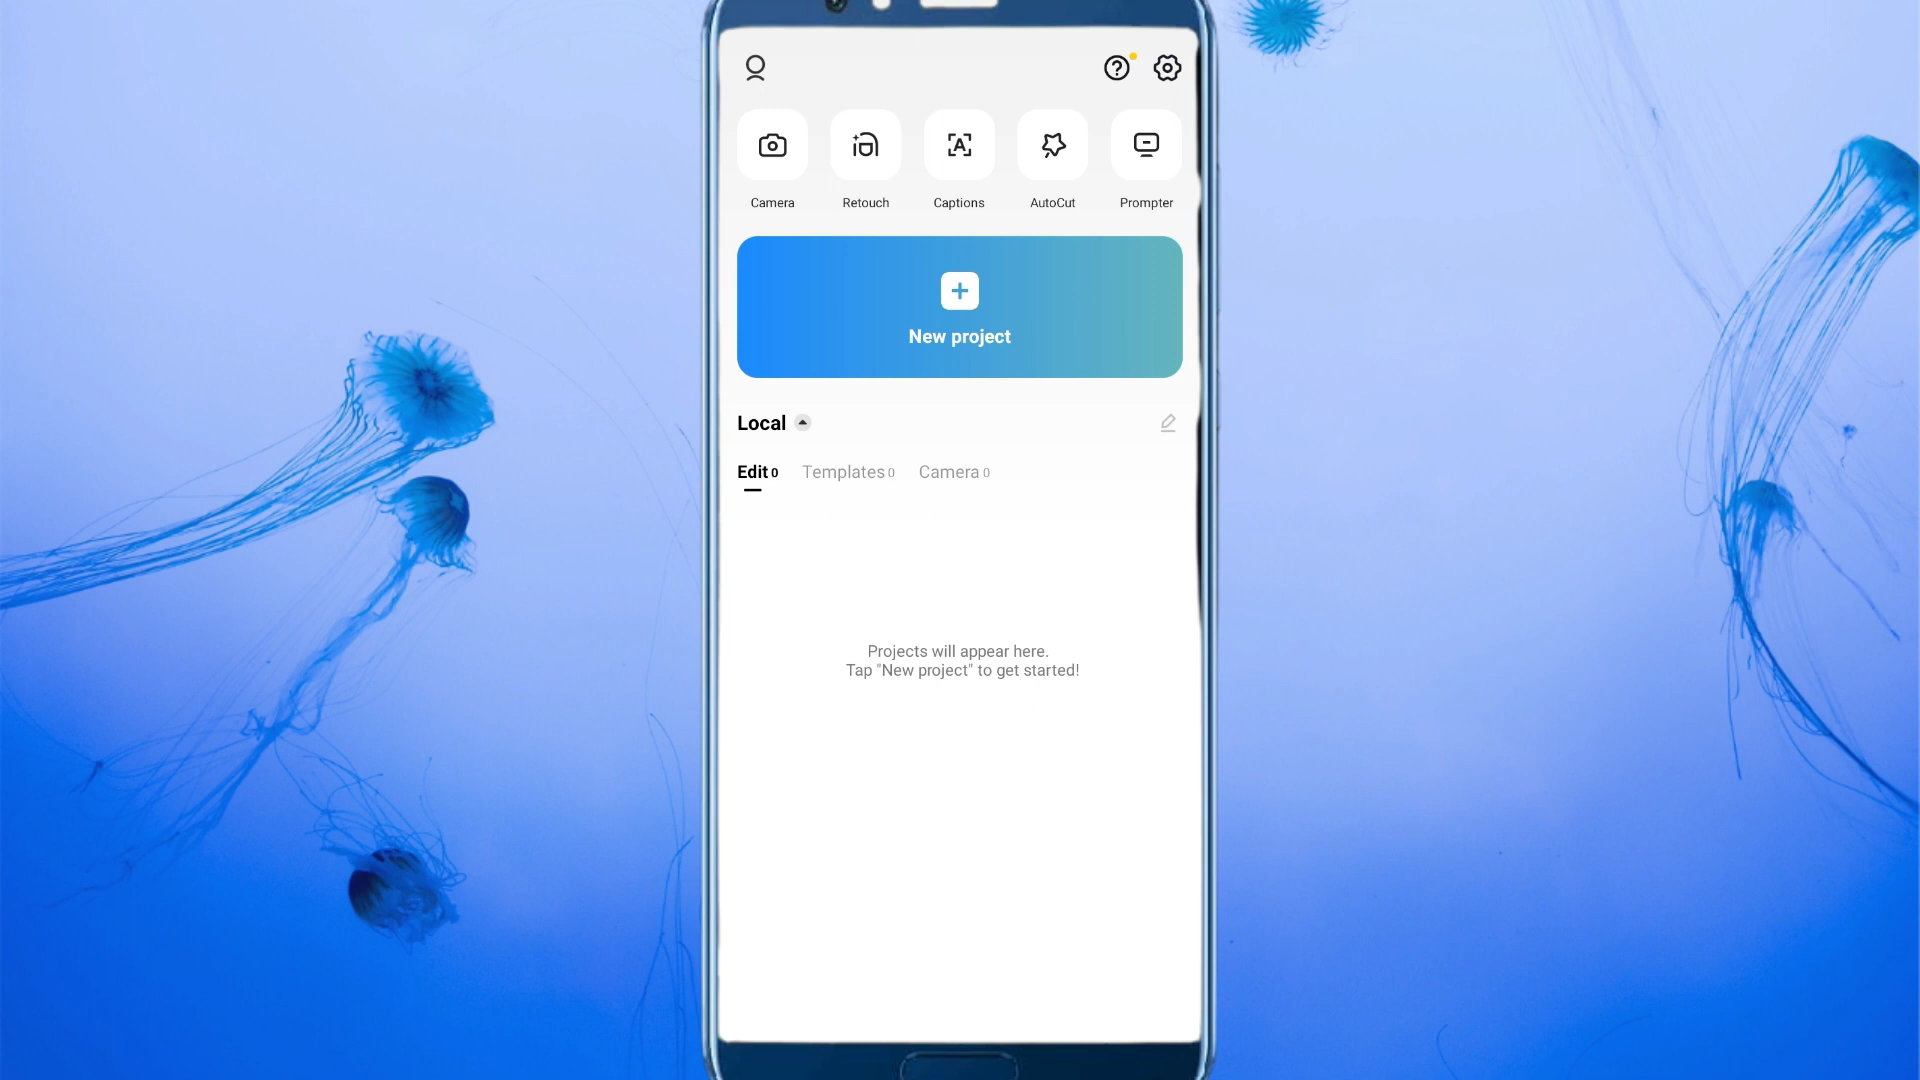 Camera
Retouch
Captions
AutoCut
Prompter
New project
Local
Edit 0
Templates 0
Camera 0
Projects will appear here.
Tap "New project" to get started!